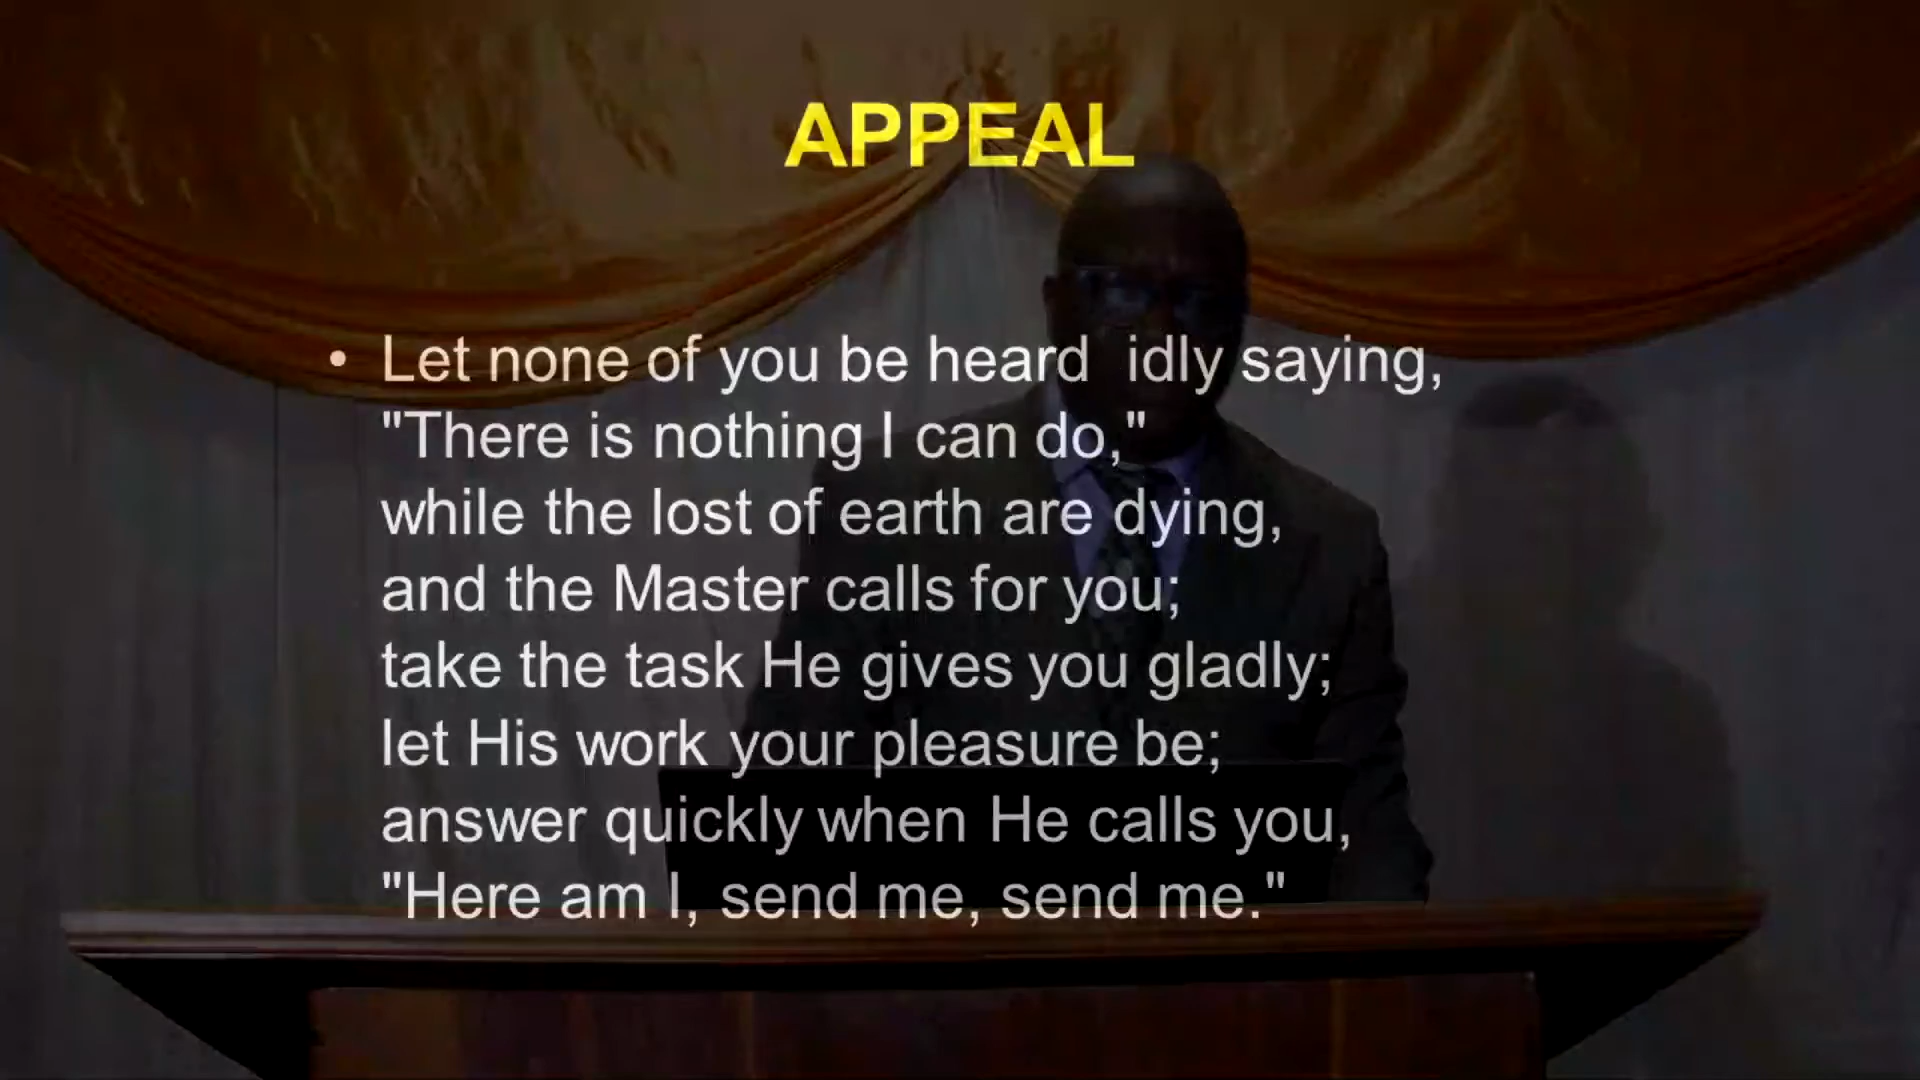 APPEAL
• Let none of you be heard idly saying,
"There is nothing I can do,"
while the lost of earth are dying,
and the Master calls for you;
take the task He gives you gladly;
let His work your pleasure be;
answer quickly when He calls you,
"Here am I, send me, send me."